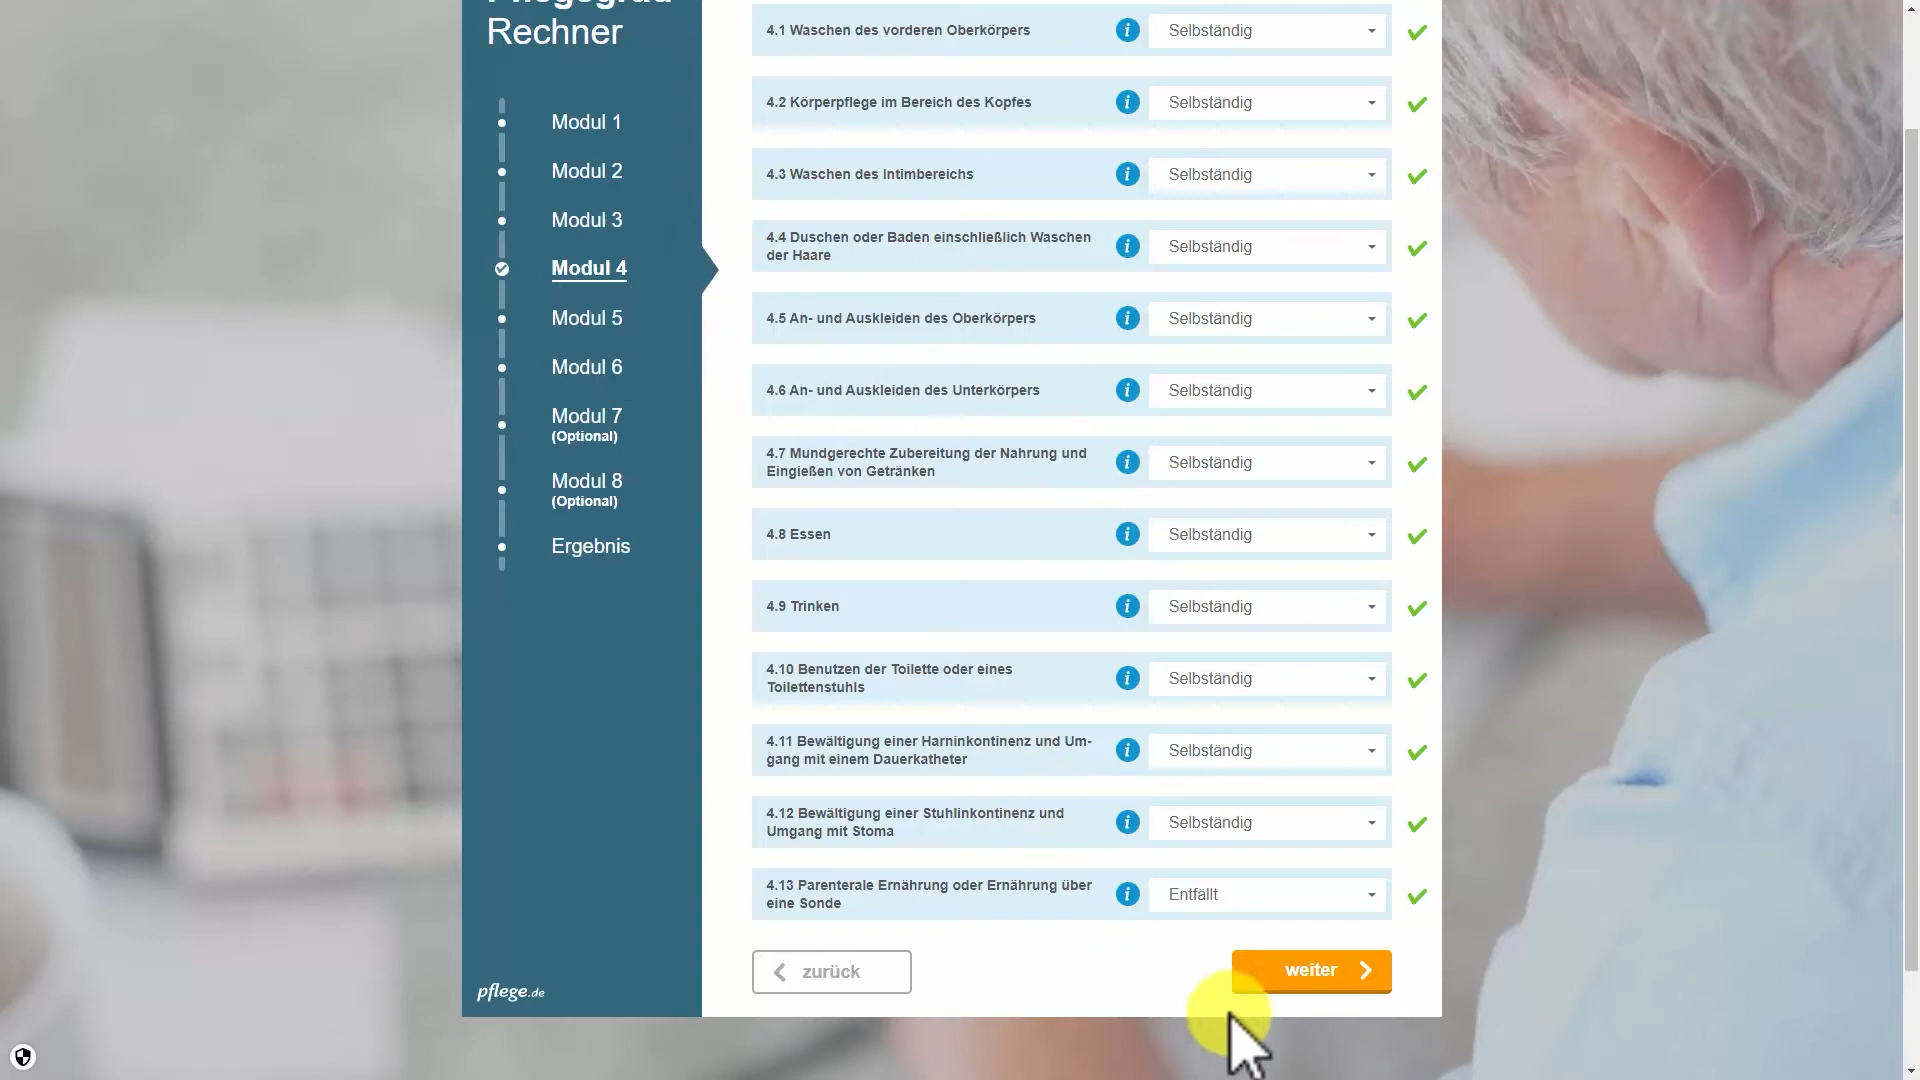 Pflegegrad
Rechner
Modul 1
Modul 2
Modul 3
Modul 4
Modul 5
Modul 6
Modul 7
(Optional)
Modul 8
(Optional)
Ergebnis
pflege.de
4.1 Waschen des vorderen Oberkörpers
Selbständig
4.2 Körperpflege im Bereich des Kopfes
Selbständig
4.3 Waschen des Intimbereichs
Selbständig
4.4 Duschen oder Baden einschließlich Waschen
der Haare
Selbständig
4.5 An- und Auskleiden des Oberkörpers
Selbständig
4.6 An- und Auskleiden des Unterkörpers
Selbständig
4.7 Mundgerechte Zubereitung der Nahrung und
Eingießen von Getränken
Selbständig
4.8 Essen
Selbständig
4.9 Trinken
Selbständig
4.10 Benutzen der Toilette oder eines
Toilettenstuhls
Selbständig
4.11 Bewältigung einer Harninkontinenz und Um-
gang mit einem Dauerkatheter
Selbständig
4.12 Bewältigung einer Stuhlinkontinenz und
Umgang mit Stoma
Selbständig
4.13 Parenterale Ernährung oder Ernährung über
eine Sonde
Entfällt
zurück
weiter